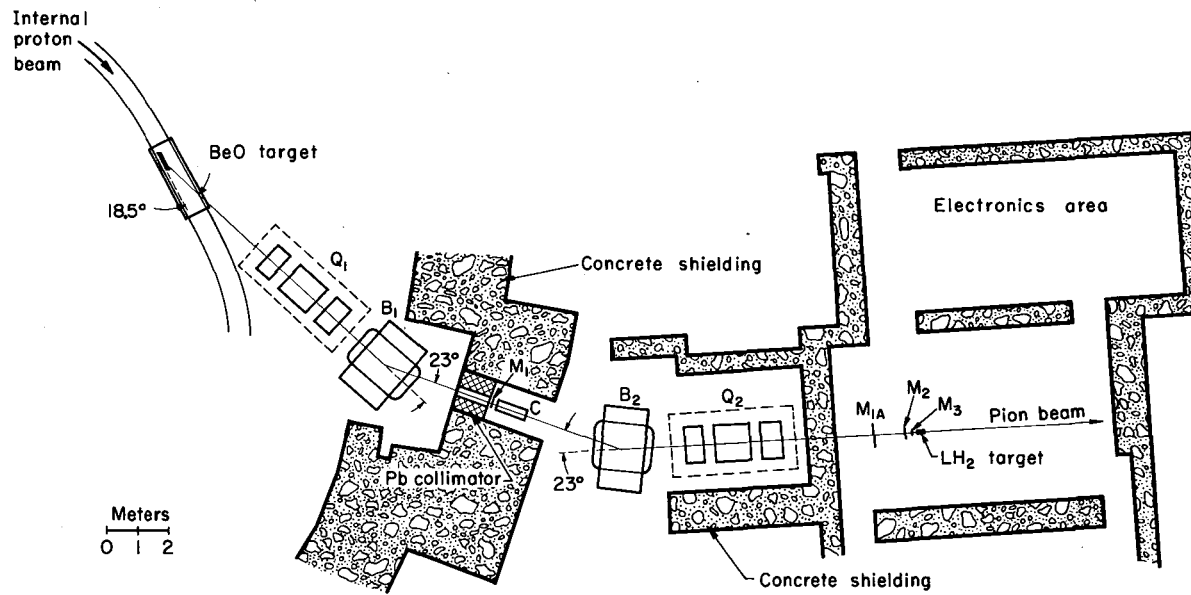 Internal
proton
beam
BeO target
18.5°
Q₁
B₁
23°
Concrete shielding
M₁
C
Pb collimator
23°
B₂
Q₂
Electronics area
M₁A
M₂
M₃
Pion beam
LH₂ target
Concrete shielding
Meters
0 1 2